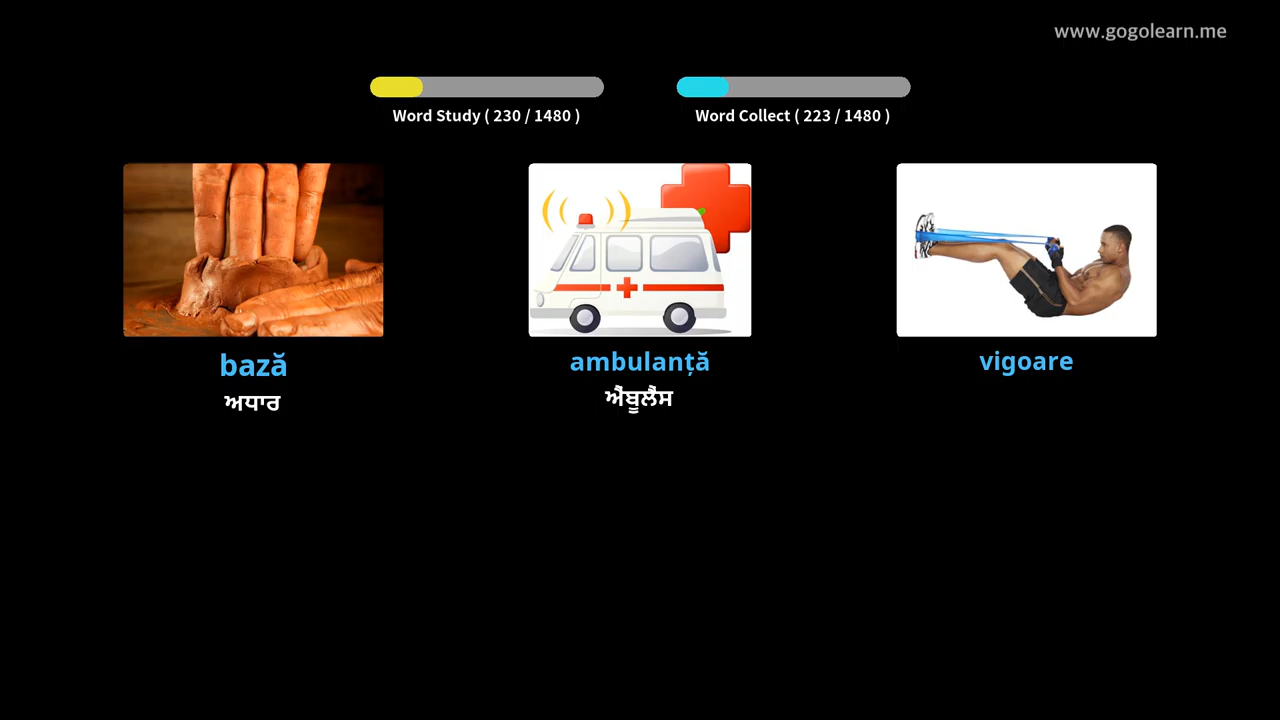 www.gogolearn.me
Word Study ( 230 / 1480 )
Word Collect ( 223 / 1480 )
bază
ਅਧਾਰ
ambulanță
ਐਂਬੂਲੈਂਸ
vigoare